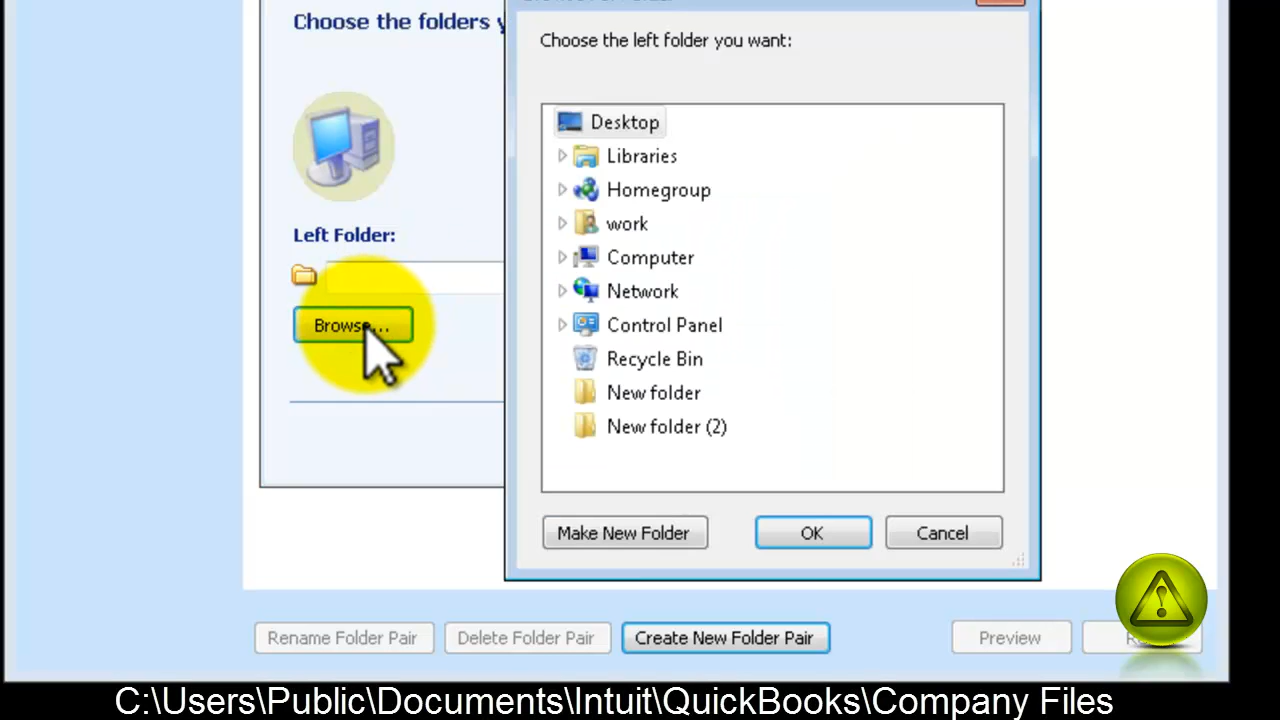 Choose the folders y
Choose the left folder you want:
Desktop
Libraries
Homegroup
work
Computer
Network
Control Panel
Recycle Bin
New folder
New folder (2)
Left Folder:
Browse...
Make New Folder
OK
Cancel
Rename Folder Pair
Delete Folder Pair
Create New Folder Pair
Preview
C:\Users\Public\Documents\Intuit\QuickBooks\Company Files